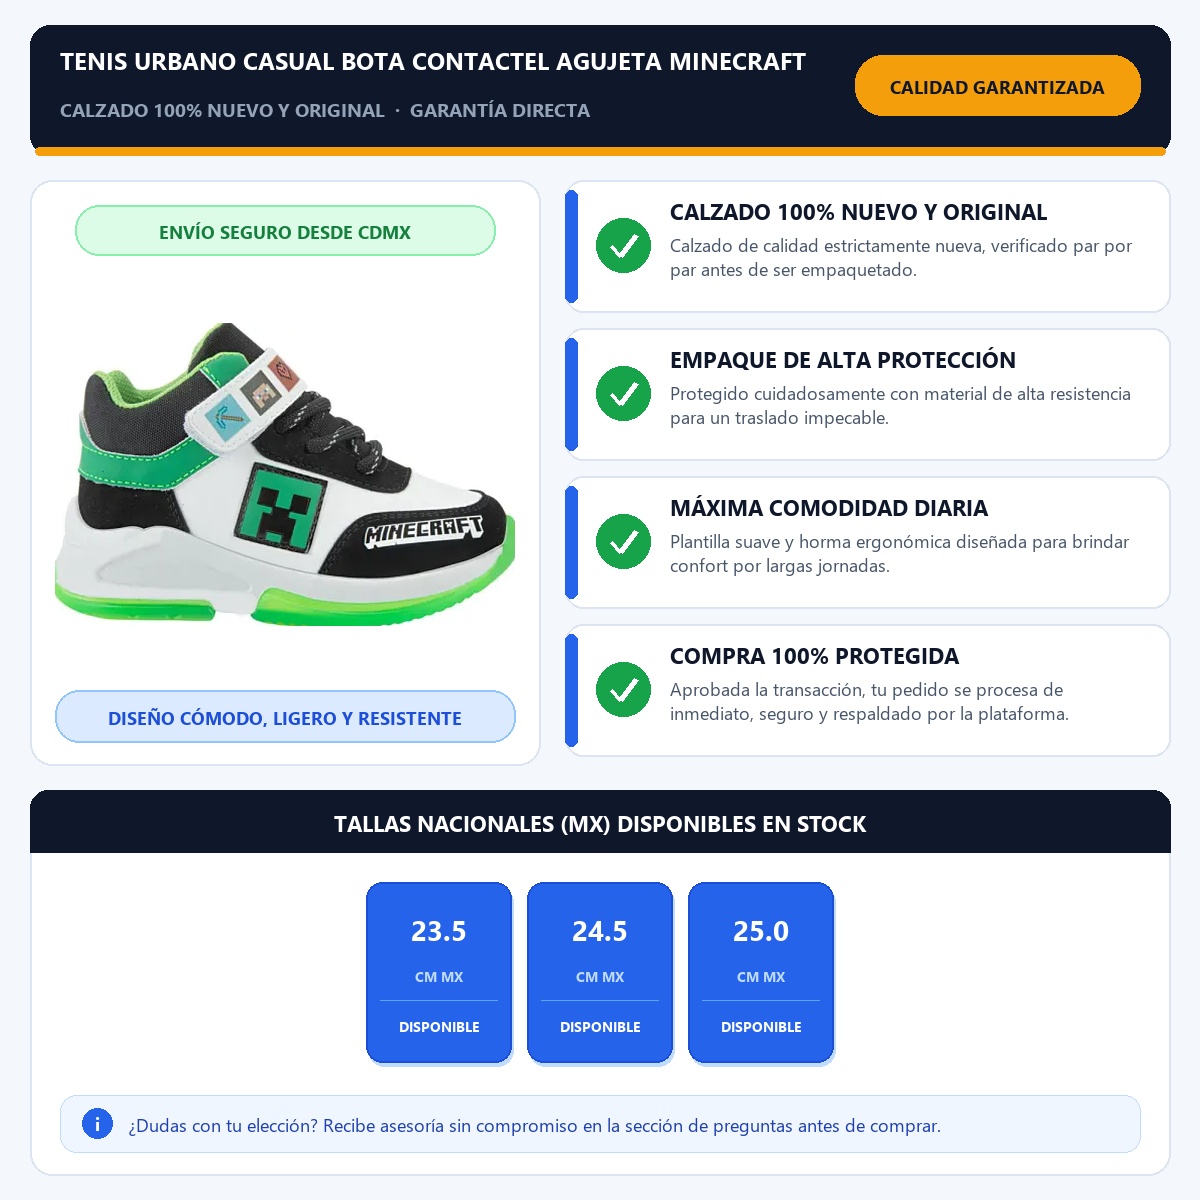 TENIS URBANO CASUAL BOTA CONTACTEL AGUJETA MINECRAFT
CALZADO 100% NUEVO Y ORIGINAL · GARANTÍA DIRECTA
CALIDAD GARANTIZADA
ENVÍO SEGURO DESDE CDMX
MINECRAFT
DISEÑO CÓMODO, LIGERO Y RESISTENTE
CALZADO 100% NUEVO Y ORIGINAL
Calzado de calidad estrictamente nueva, verificado par por
par antes de ser empaquetado.
EMPAQUE DE ALTA PROTECCIÓN
Protegido cuidadosamente con material de alta resistencia
para un traslado impecable.
MÁXIMA COMODIDAD DIARIA
Plantilla suave y horma ergonómica diseñada para brindar
confort por largas jornadas.
COMPRA 100% PROTEGIDA
Aprobada la transacción, tu pedido se procesa de
inmediato, seguro y respaldado por la plataforma.
TALLAS NACIONALES (MX) DISPONIBLES EN STOCK
23.5
CM MX
DISPONIBLE
24.5
CM MX
DISPONIBLE
25.0
CM MX
DISPONIBLE
¿Dudas con tu elección? Recibe asesoría sin compromiso en la sección de preguntas antes de comprar.